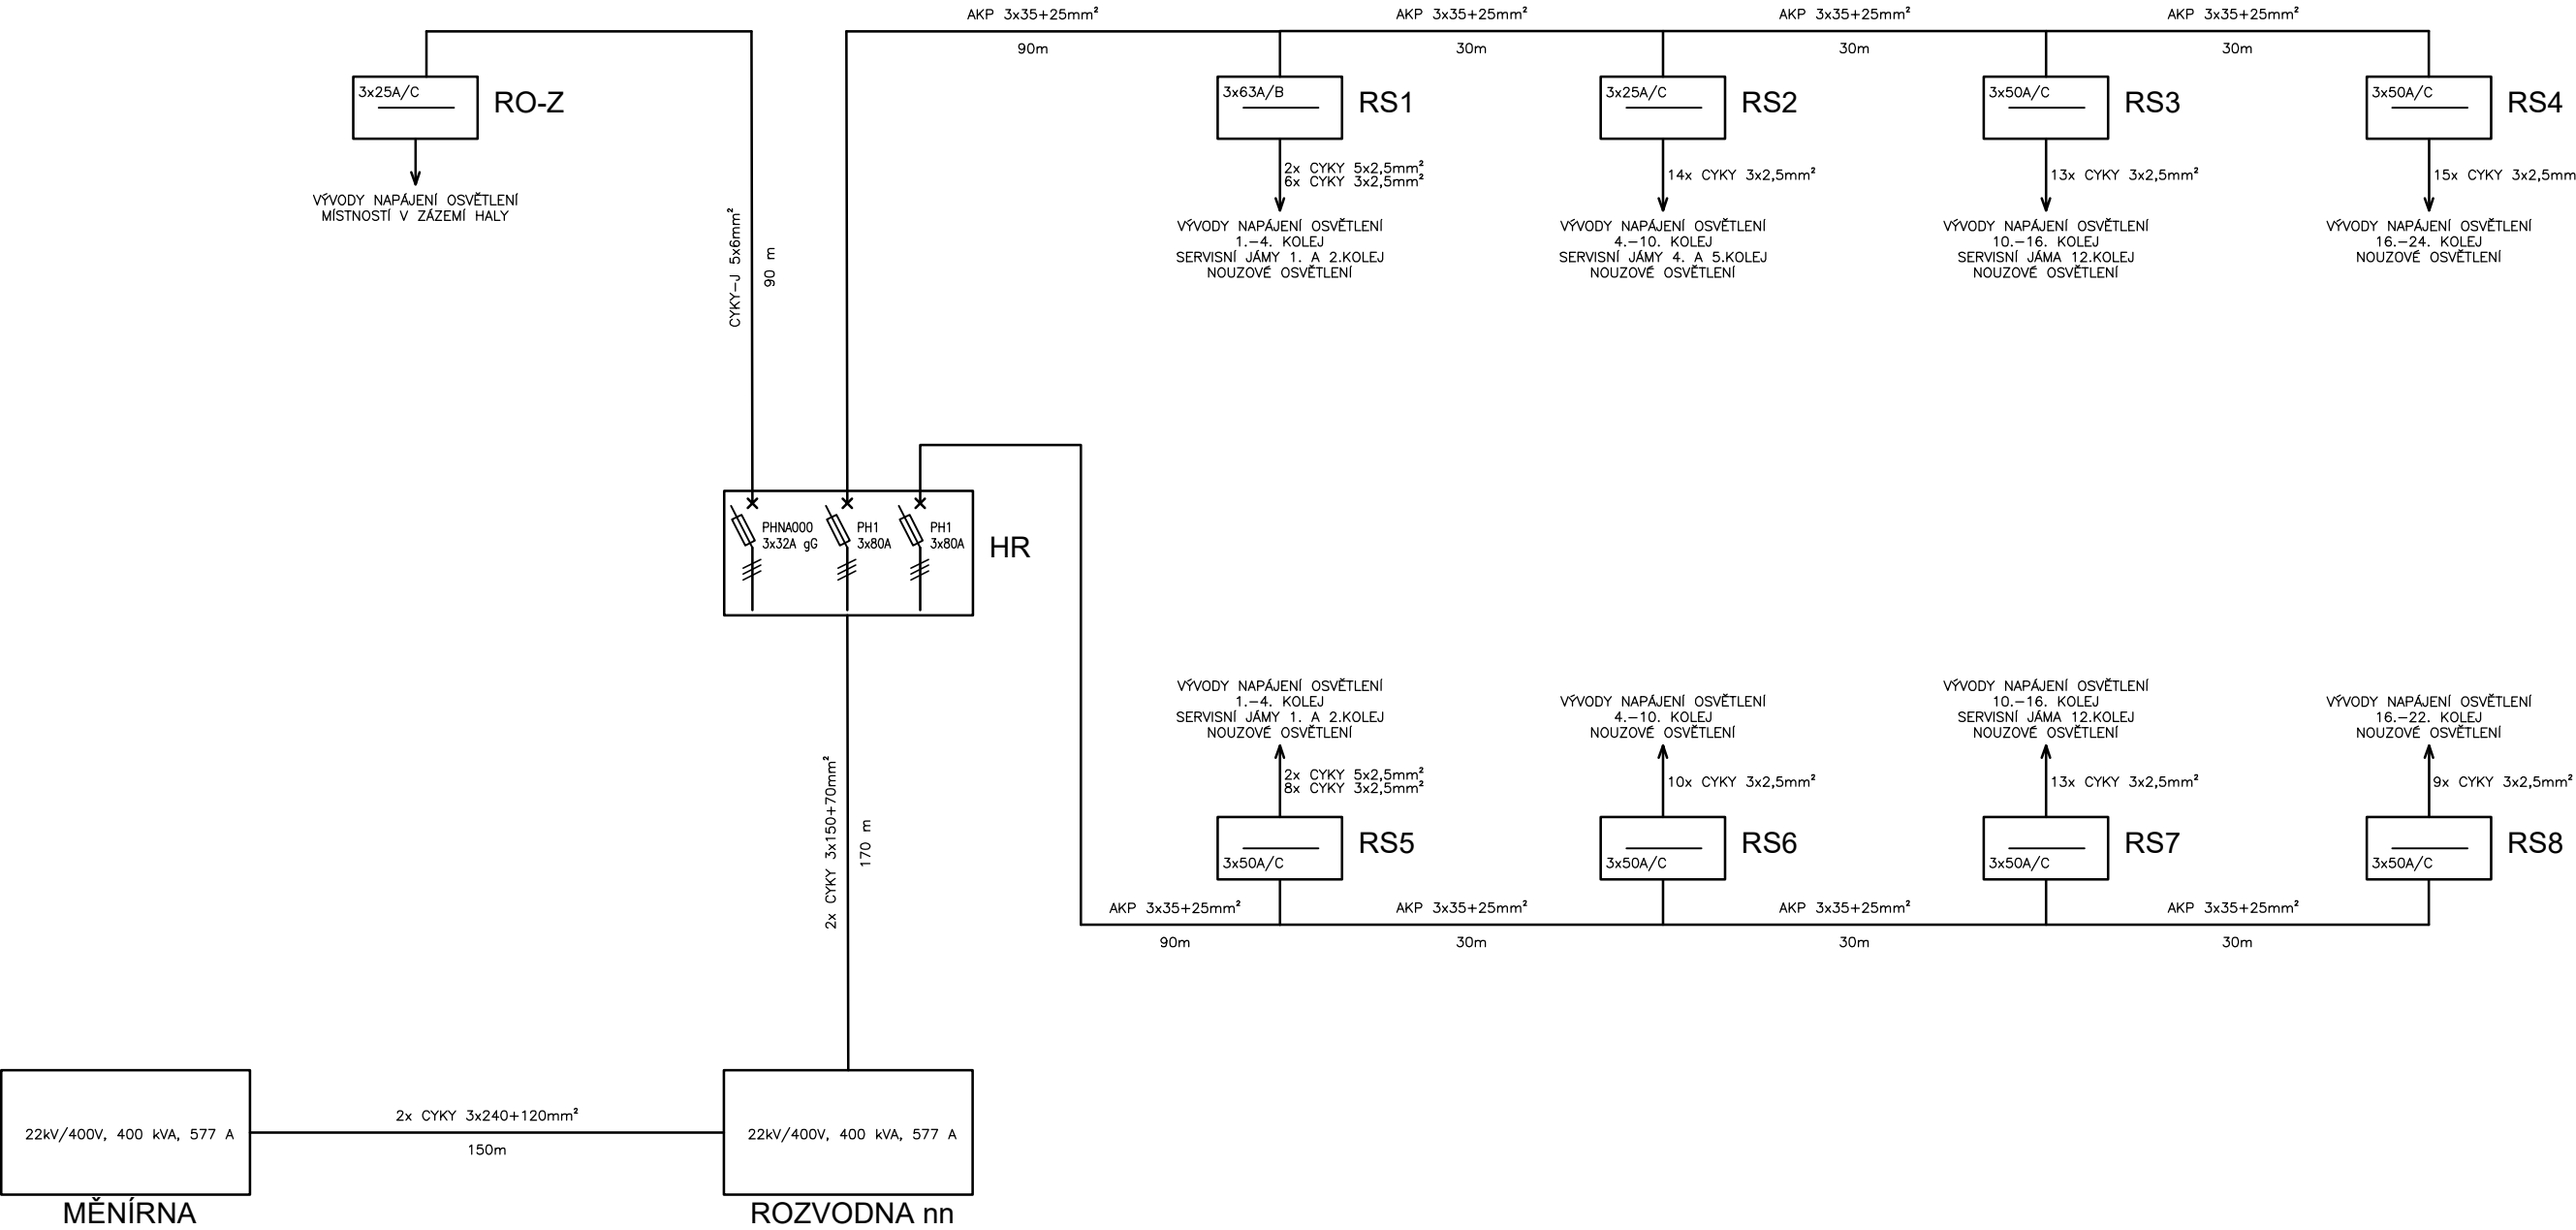 AKP 3x35+25mm²
AKP 3x35+25mm²
AKP 3x35+25mm²
AKP 3x35+25mm²
90m
30m
30m
30m
3x25A/C
RO-Z
3x63A/B
RS1
3x25A/C
RS2
3x50A/C
RS3
3x50A/C
RS4
VÝVODY NAPÁJENÍ OSVĚTLENÍ
MÍSTNOSTÍ V ZÁZEMÍ HALY
CYKY-J 5x6mm²
90 m
2x CYKY 5x2,5mm²
6x CYKY 3x2,5mm²
14x CYKY 3x2,5mm²
13x CYKY 3x2,5mm²
15x CYKY 3x2,5mm
VÝVODY NAPÁJENÍ OSVĚTLENÍ
1.-4. KOLEJ
SERVISNÍ JÁMY 1. A 2.KOLEJ
NOUZOVÉ OSVĚTLENÍ
VÝVODY NAPÁJENÍ OSVĚTLENÍ
4.-10. KOLEJ
SERVISNÍ JÁMY 4. A 5.KOLEJ
NOUZOVÉ OSVĚTLENÍ
VÝVODY NAPÁJENÍ OSVĚTLENÍ
10.-16. KOLEJ
SERVISNÍ JÁMA 12.KOLEJ
NOUZOVÉ OSVĚTLENÍ
VÝVODY NAPÁJENÍ OSVĚTLENÍ
16.-24. KOLEJ
NOUZOVÉ OSVĚTLENÍ
PHNA000
3x32A gG
PH1
3x80A
PH1
3x80A
HR
VÝVODY NAPÁJENÍ OSVĚTLENÍ
1.-4. KOLEJ
SERVISNÍ JÁMY 1. A 2.KOLEJ
NOUZOVÉ OSVĚTLENÍ
VÝVODY NAPÁJENÍ OSVĚTLENÍ
4.-10. KOLEJ
NOUZOVÉ OSVĚTLENÍ
VÝVODY NAPÁJENÍ OSVĚTLENÍ
10.-16. KOLEJ
SERVISNÍ JÁMA 12.KOLEJ
NOUZOVÉ OSVĚTLENÍ
VÝVODY NAPÁJENÍ OSVĚTLENÍ
16.-22. KOLEJ
NOUZOVÉ OSVĚTLENÍ
2x CYKY 5x2,5mm²
8x CYKY 3x2,5mm²
10x CYKY 3x2,5mm²
13x CYKY 3x2,5mm²
9x CYKY 3x2,5mm²
2x CYKY 3x150+70mm²
170 m
3x50A/C
RS5
3x50A/C
RS6
3x50A/C
RS7
3x50A/C
RS8
AKP 3x35+25mm²
AKP 3x35+25mm²
AKP 3x35+25mm²
AKP 3x35+25mm²
90m
30m
30m
30m
22kV/400V, 400 kVA, 577 A
2x CYKY 3x240+120mm²
150m
22kV/400V, 400 kVA, 577 A
MĚNÍRNA
ROZVODNA nn